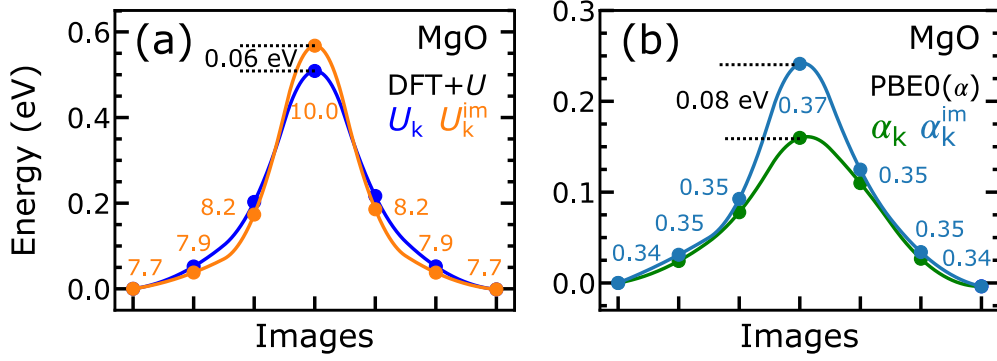 (a)
MgO
0.06 eV
DFT+U
U_k U_k^im
10.0
8.2
8.2
7.9
7.9
7.7
7.7
0.6
0.4
0.2
0.0
Energy (eV)
Images
(b)
MgO
0.08 eV
PBE0(α)
α_k α_k^im
0.37
0.35
0.35
0.35
0.35
0.34
0.34
0.3
0.2
0.1
0.0
Images